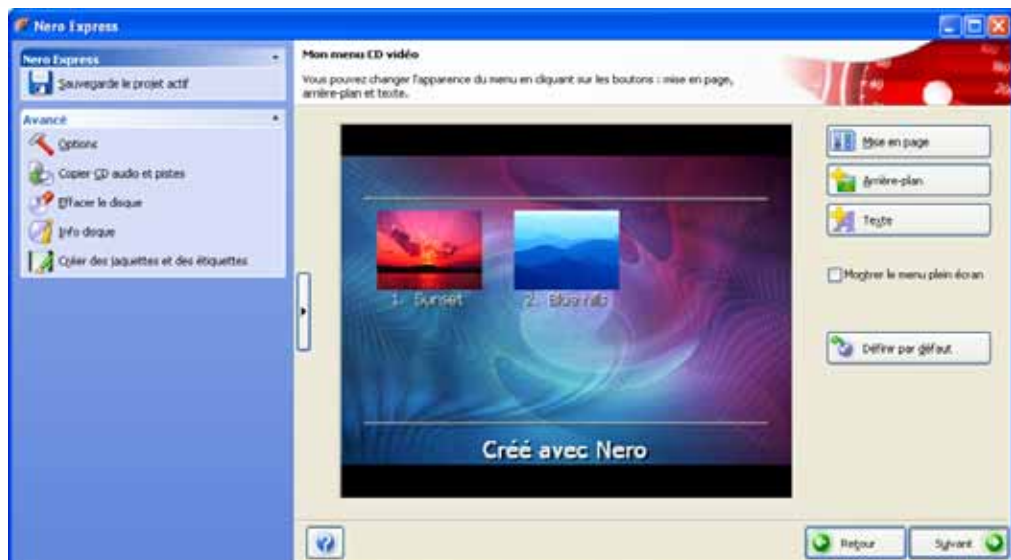 Nero Express
Nero Express
Sauvegarde le projet actif
Avancé
Options
Copier CD audio et pistes
Effacer le disque
Info disque
Créer des jaquettes et des étiquettes
Mon menu CD vidéo
Vous pouvez changer l'apparence du menu en cliquant sur les boutons : mise en page,
arrière-plan et texte.
1. Sunset
2. Blue hills
Créé avec Nero
Mise en page
Arrière-plan
Texte
Montrer le menu plein écran
Définir par défaut
Retour
Suivant